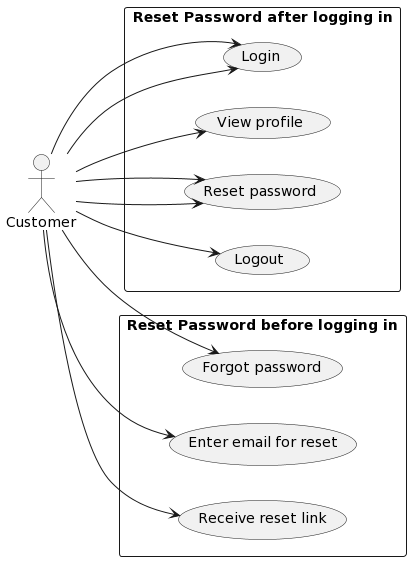 Reset Password after logging in
Login
View profile
Reset password
Customer
Logout
Reset Password before logging in
Forgot password
Enter email for reset
Receive reset link